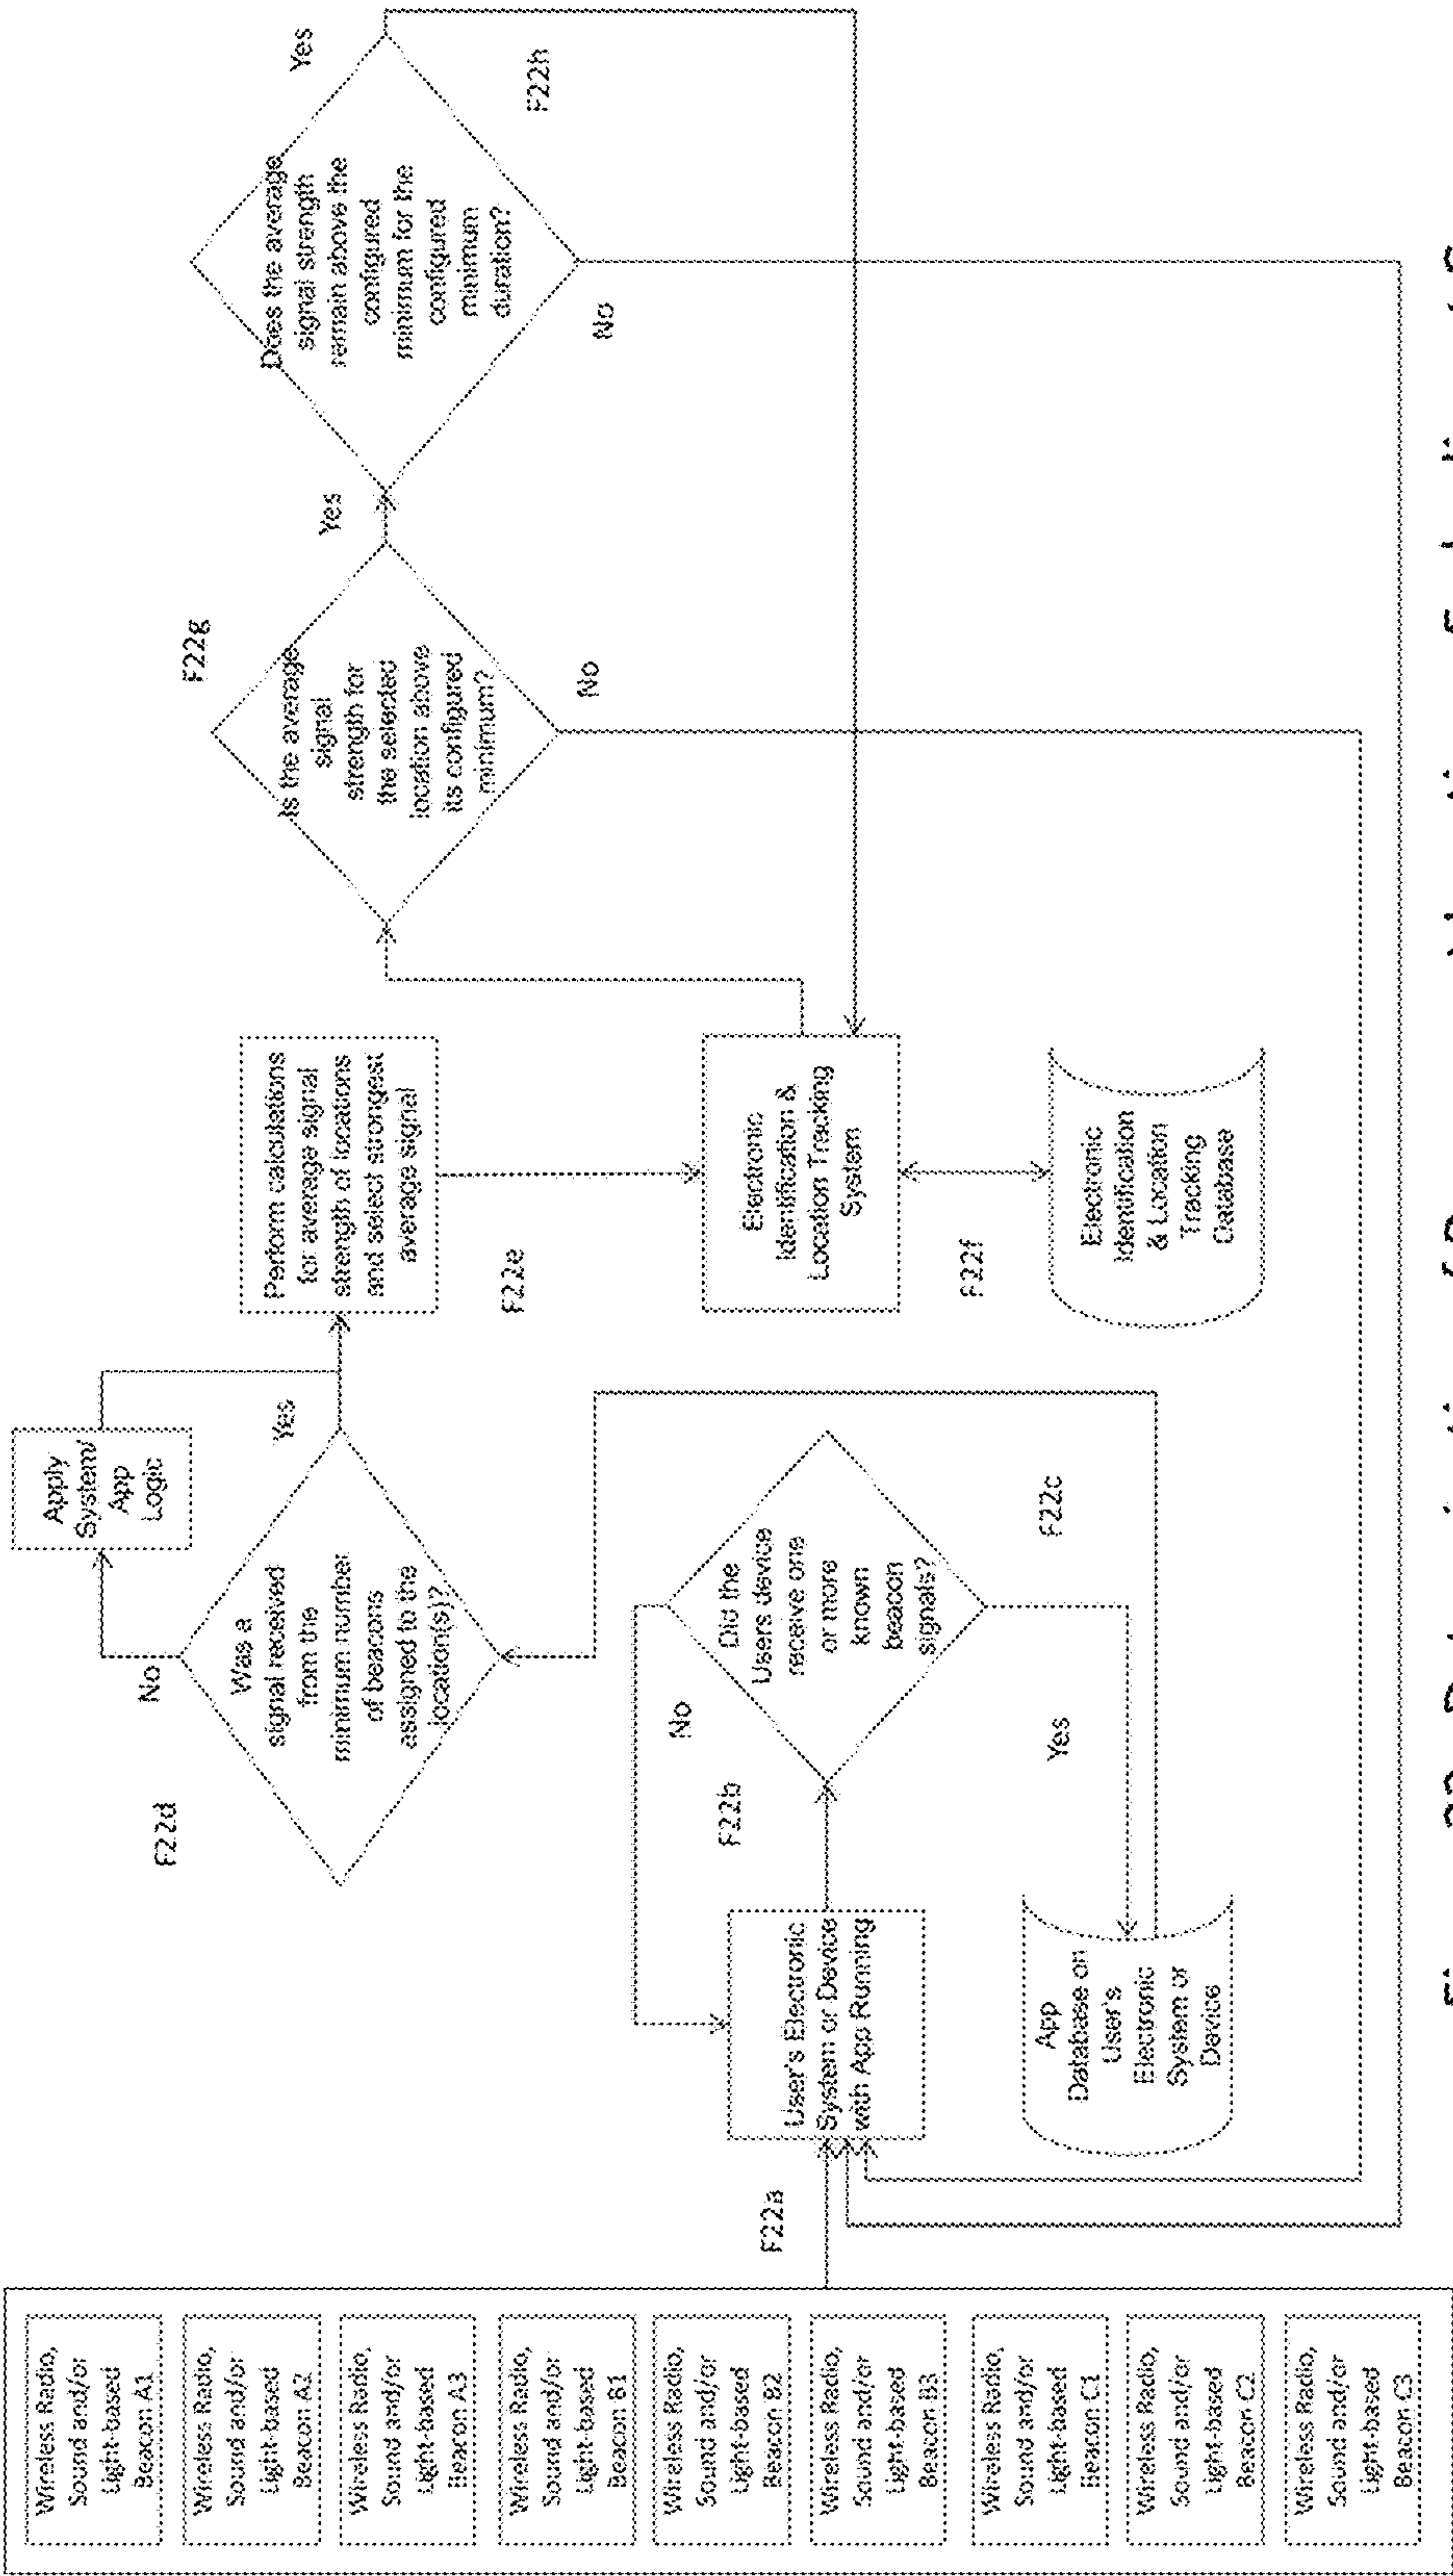 Wireless Radio,
Sound and/or
Light-based
Beacon A1
Wireless Radio,
Sound and/or
Light-based
Beacon A2
Wireless Radio,
Sound and/or
Light-based
Beacon A3
Wireless Radio,
Sound and/or
Light-based
Beacon B1
Wireless Radio,
Sound and/or
Light-based
Beacon B2
Wireless Radio,
Sound and/or
Light-based
Beacon B3
Wireless Radio,
Sound and/or
Light-based
Beacon C1
Wireless Radio,
Sound and/or
Light-based
Beacon C2
Wireless Radio,
Sound and/or
Light-based
Beacon C3
F22a
User's Electronic
System or Device
with App Running
F22b
No
Did the
Users device
receive one
or more
known
beacon
signals?
Yes
F22c
App
Database on
User's
Electronic
System or
Device
F22d
Was a
signal received
from the
minimum number
of beacons
assigned to the
location(s)?
No
Yes
Apply
System/
App
Logic
Perform calculations
for average signal
strength of locations
and select strongest
average signal
F22e
Electronic
Identification &
Location Tracking
System
F22f
Electronic
Identification
& Location
Tracking
Database
F22g
Is the average
signal
strength for
the selected
location above
its configured
minimum?
No
Yes
Does the average
signal strength
remain above the
configured
minimum for the
configured
minimum
duration?
No
Yes
F22h